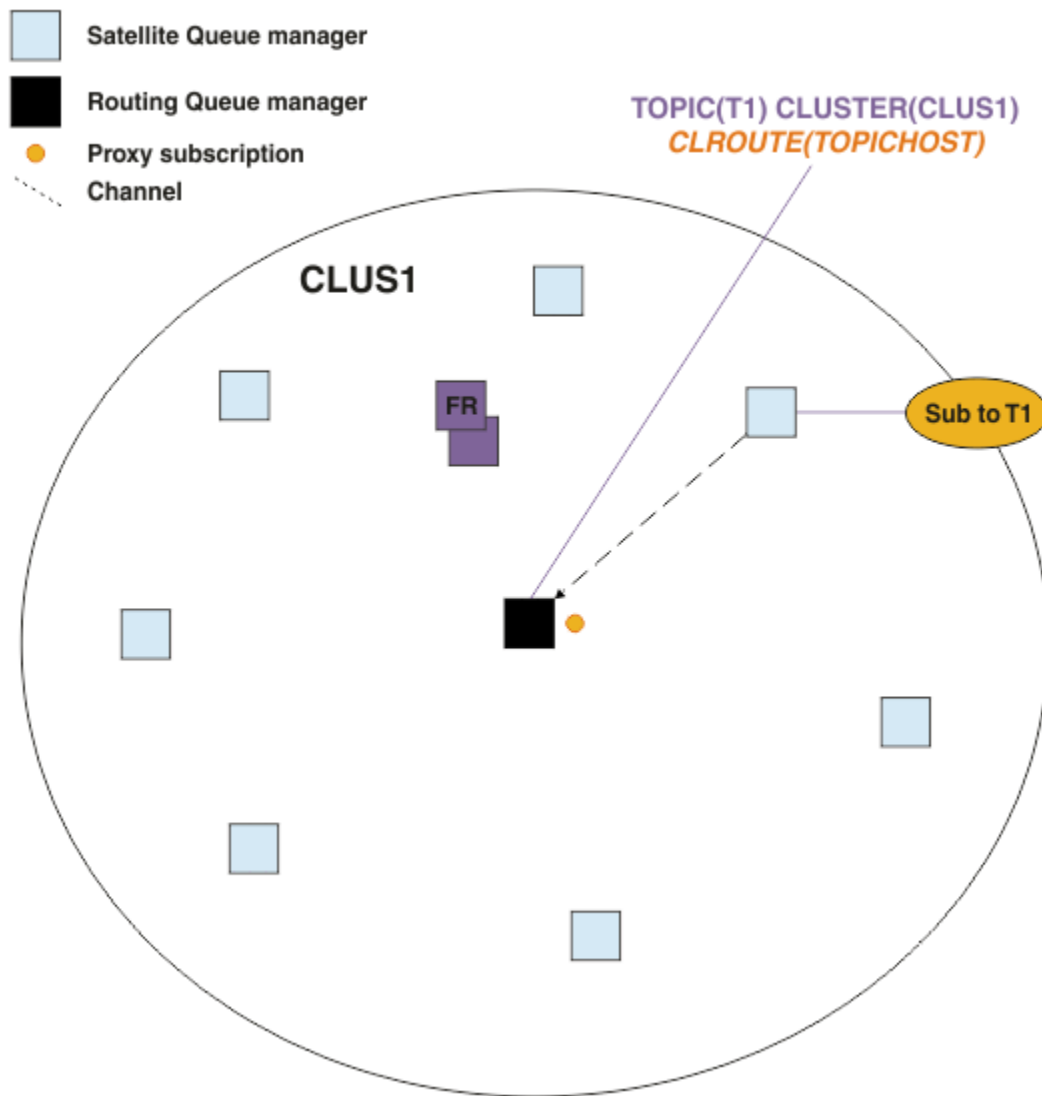 Satellite Queue manager
Routing Queue manager
Proxy subscription
Channel
TOPIC(T1) CLUSTER(CLUS1)
CLROUTE(TOPICHOST)
CLUS1
FR
Sub to T1